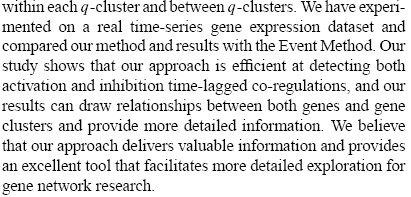 within each q-cluster and between q-clusters. We have experi-
mented on a real time-series gene expression dataset and
compared our method and results with the Event Method. Our
study shows that our approach is efficient at detecting both
activation and inhibition time-lagged co-regulations, and our
results can draw relationships between both genes and gene
clusters and provide more detailed information. We believe
that our approach delivers valuable information and provides
an excellent tool that facilitates more detailed exploration for
gene network research.